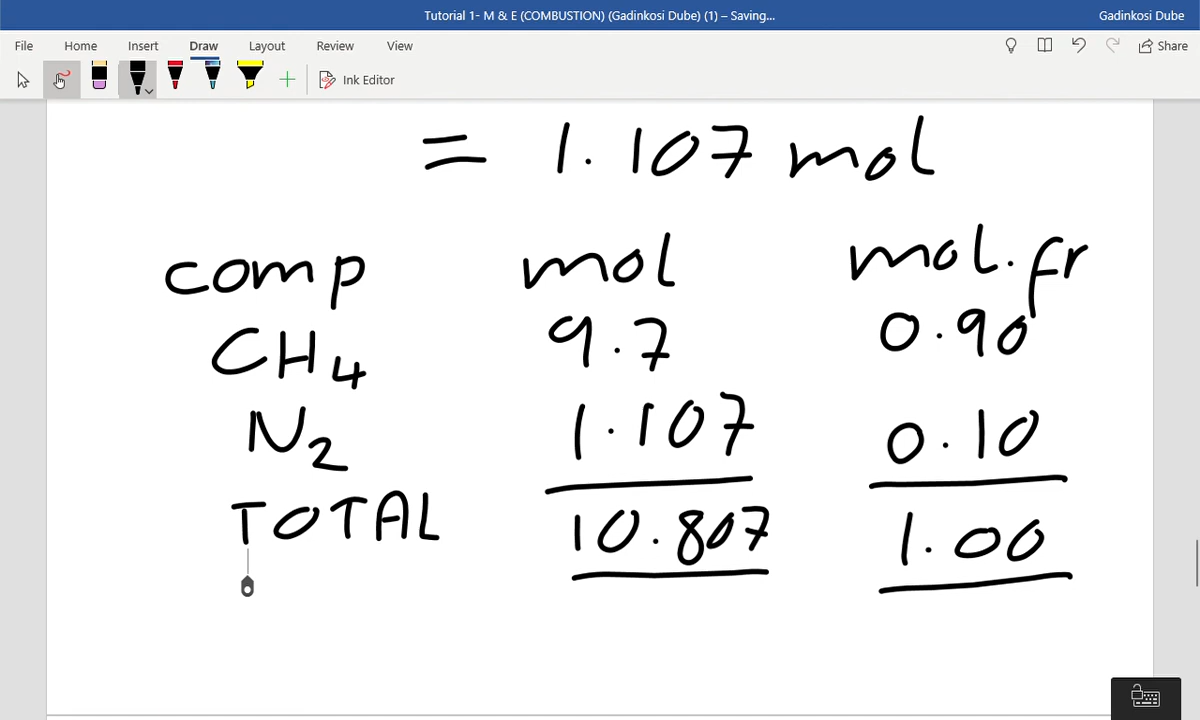 Tutorial 1- M & E (COMBUSTION) (Gadinkosi Dube) (1) – Saving... Gadinkosi Dube
File Home Insert Draw Layout Review View Share
Ink Editor
= 1.107 mol
comp mol mol.fr
CH4 9.7 0.90
N2 1.107 0.10
TOTAL 10.807 1.00